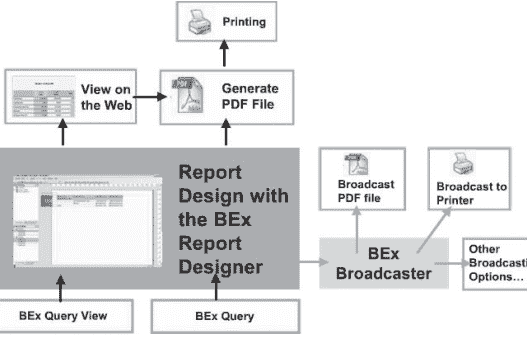 Printing
View on
the Web
Generate
PDF File
Report
Design with
the BEx
Report
Designer
Broadcast
PDF file
Broadcast to
Printer
BEx
Broadcaster
Other
Broadcasti
Options...
BEx Query View
BEx Query